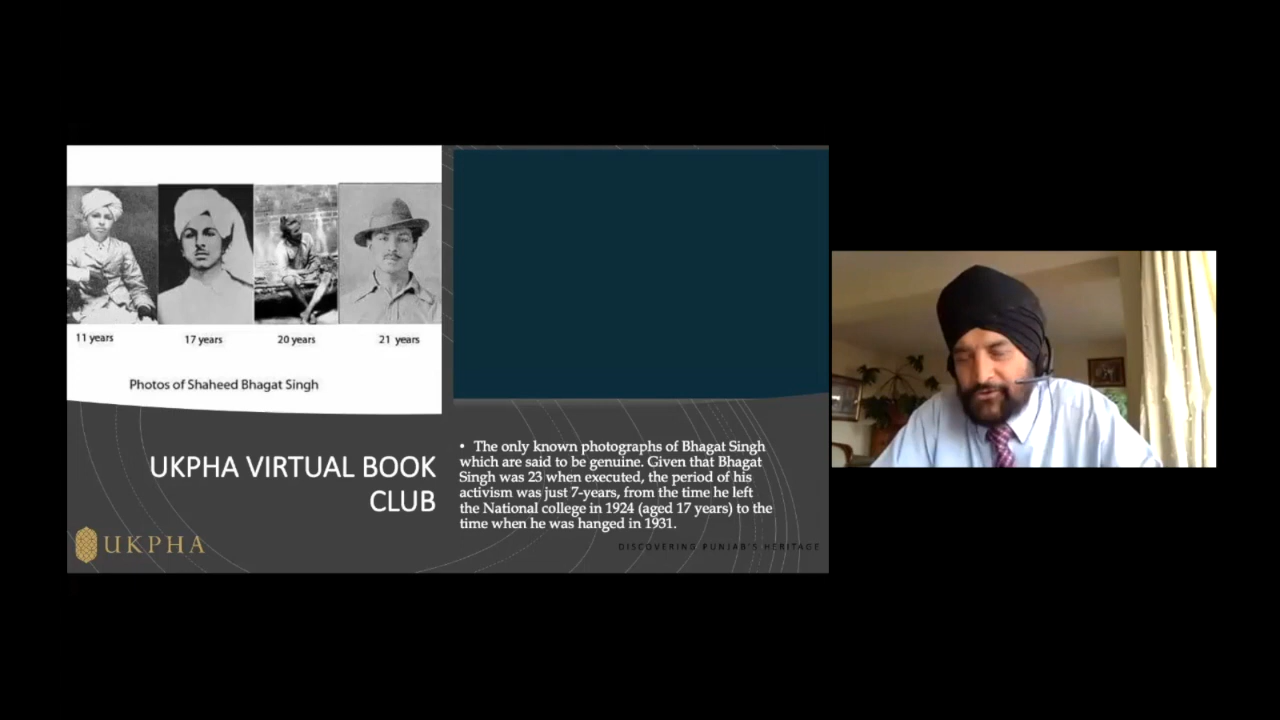 11 years
17 years
20 years
21 years
Photos of Shaheed Bhagat Singh
UKPHA VIRTUAL BOOK
CLUB
UKPHA
• The only known photographs of Bhagat Singh
which are said to be genuine. Given that Bhagat
Singh was 23 when executed, the period of his
activism was just 7-years, from the time he left
the National college in 1924 (aged 17 years) to the
time when he was hanged in 1931.
DISCOVERING PUNJAB'S HERITAGE